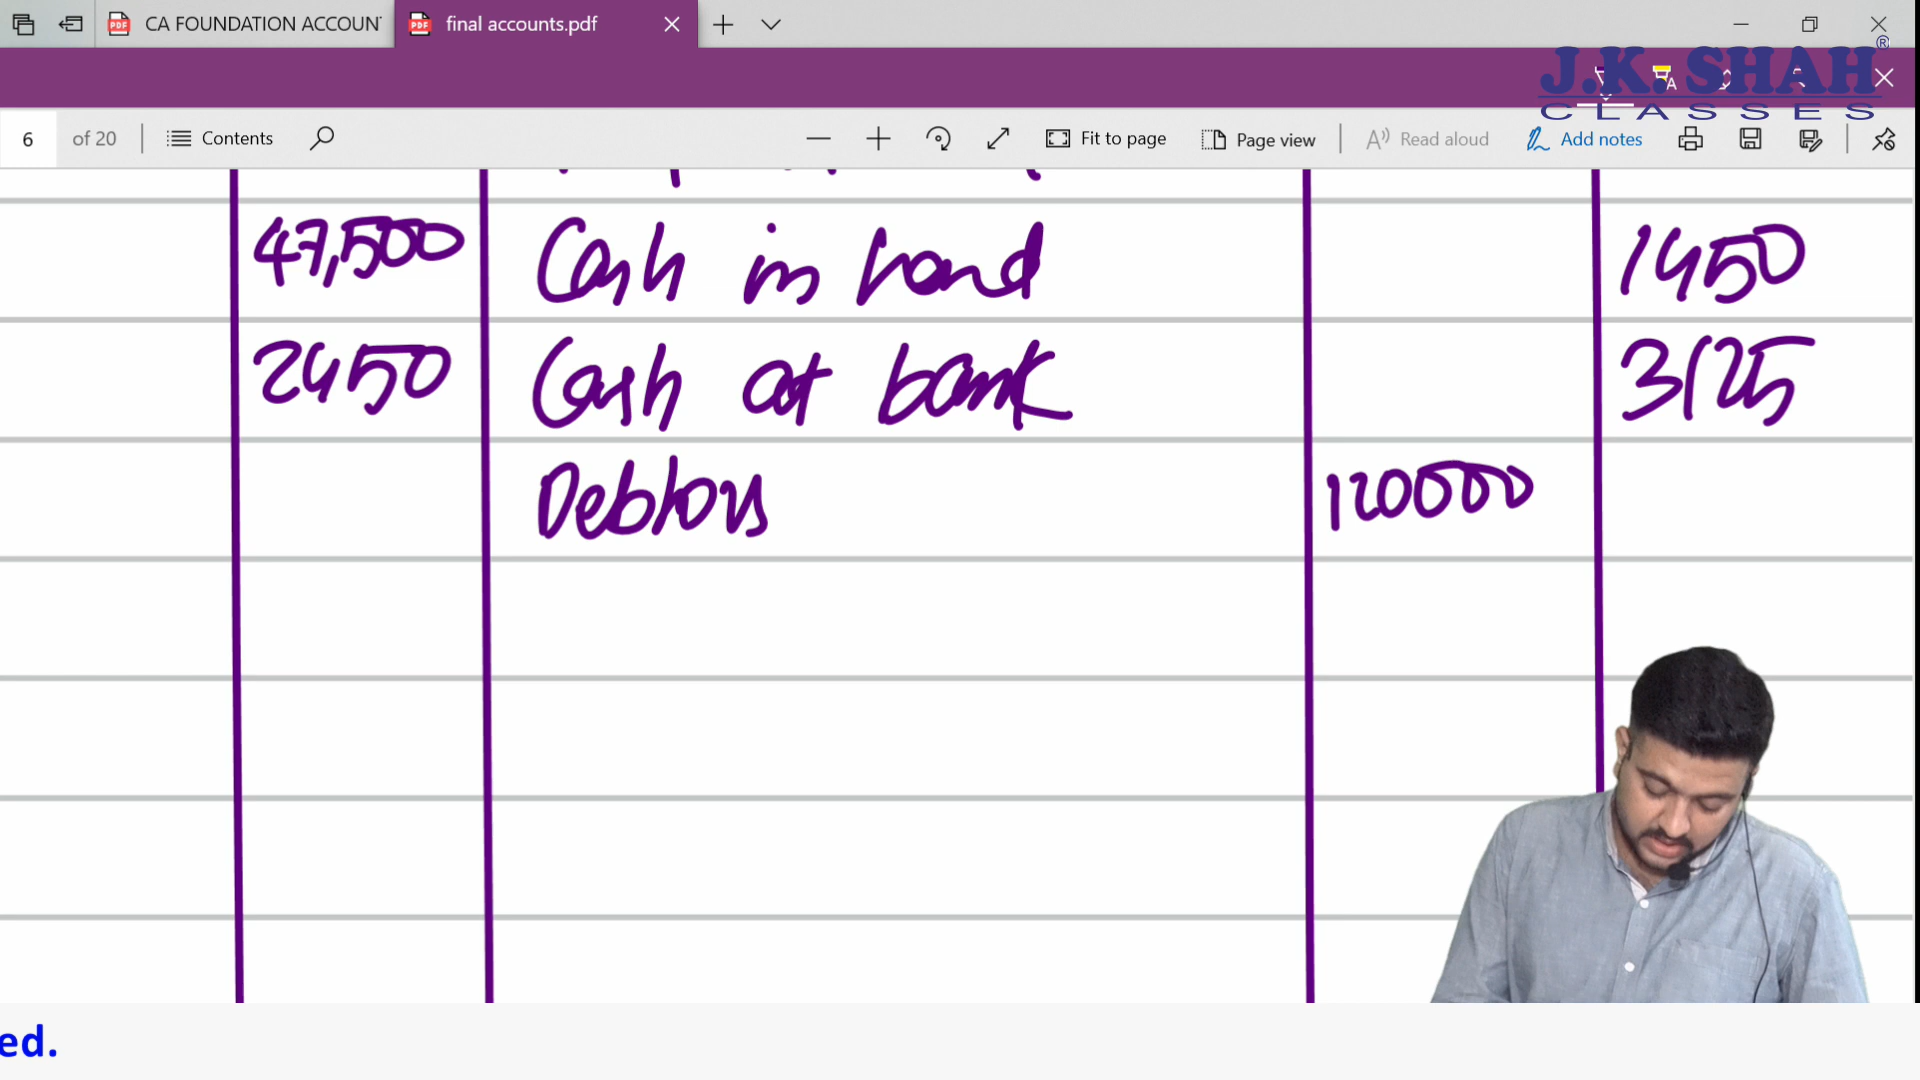 CA FOUNDATION ACCOUN
final accounts.pdf
J.K. SHAH®
CLASSES
6 of 20
Contents
Fit to page
Page view
Read aloud
Add notes
47,500 Cash in hand 1450
2450 Cash at bank 3125
Debtors 120000
ed.